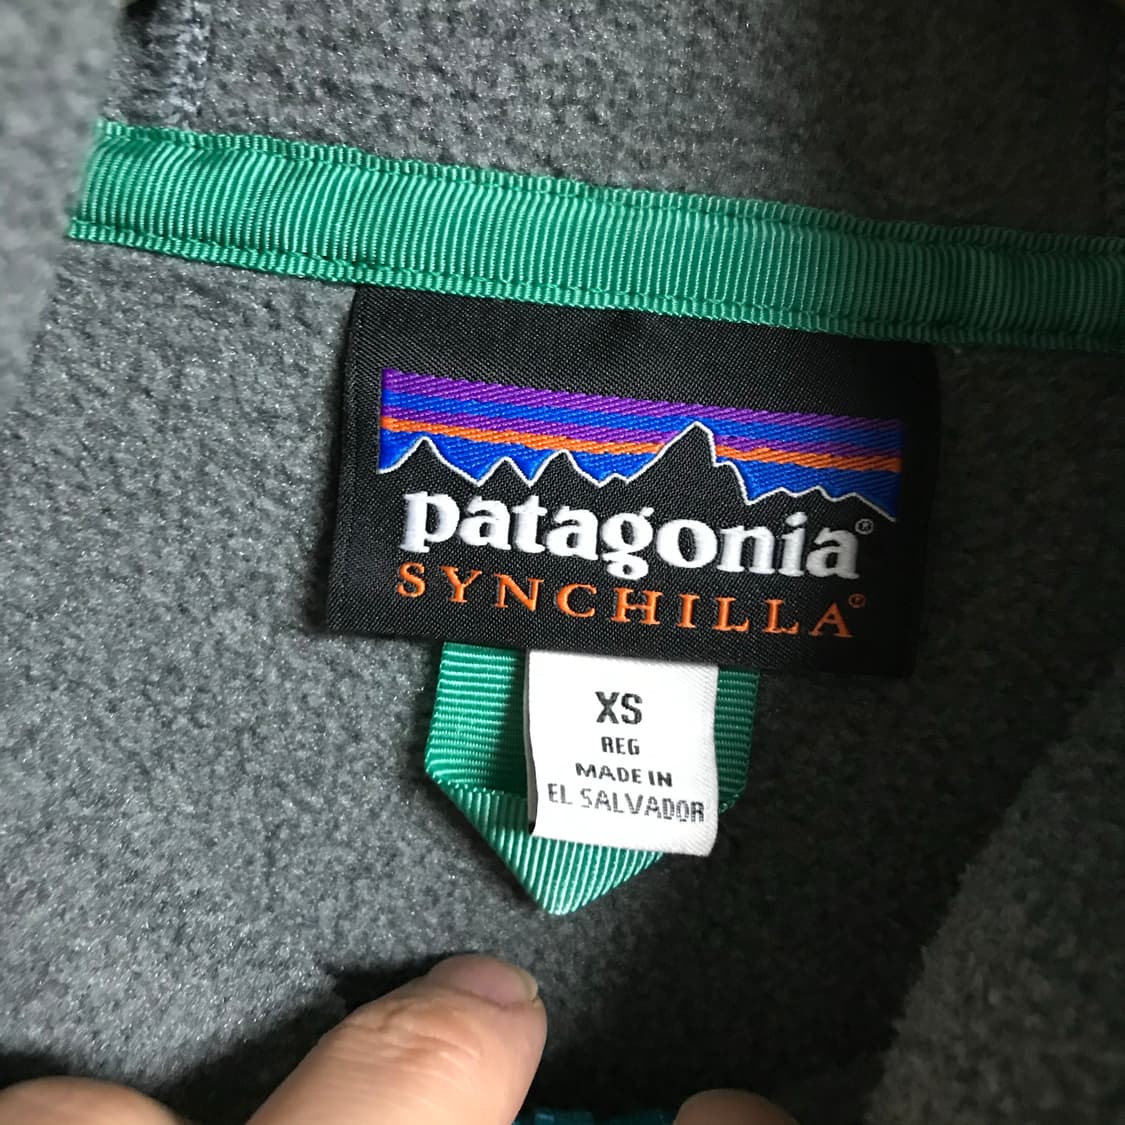 patagonia®
SYNCHILLA®
XS
REG
MADE IN
EL SALVADOR